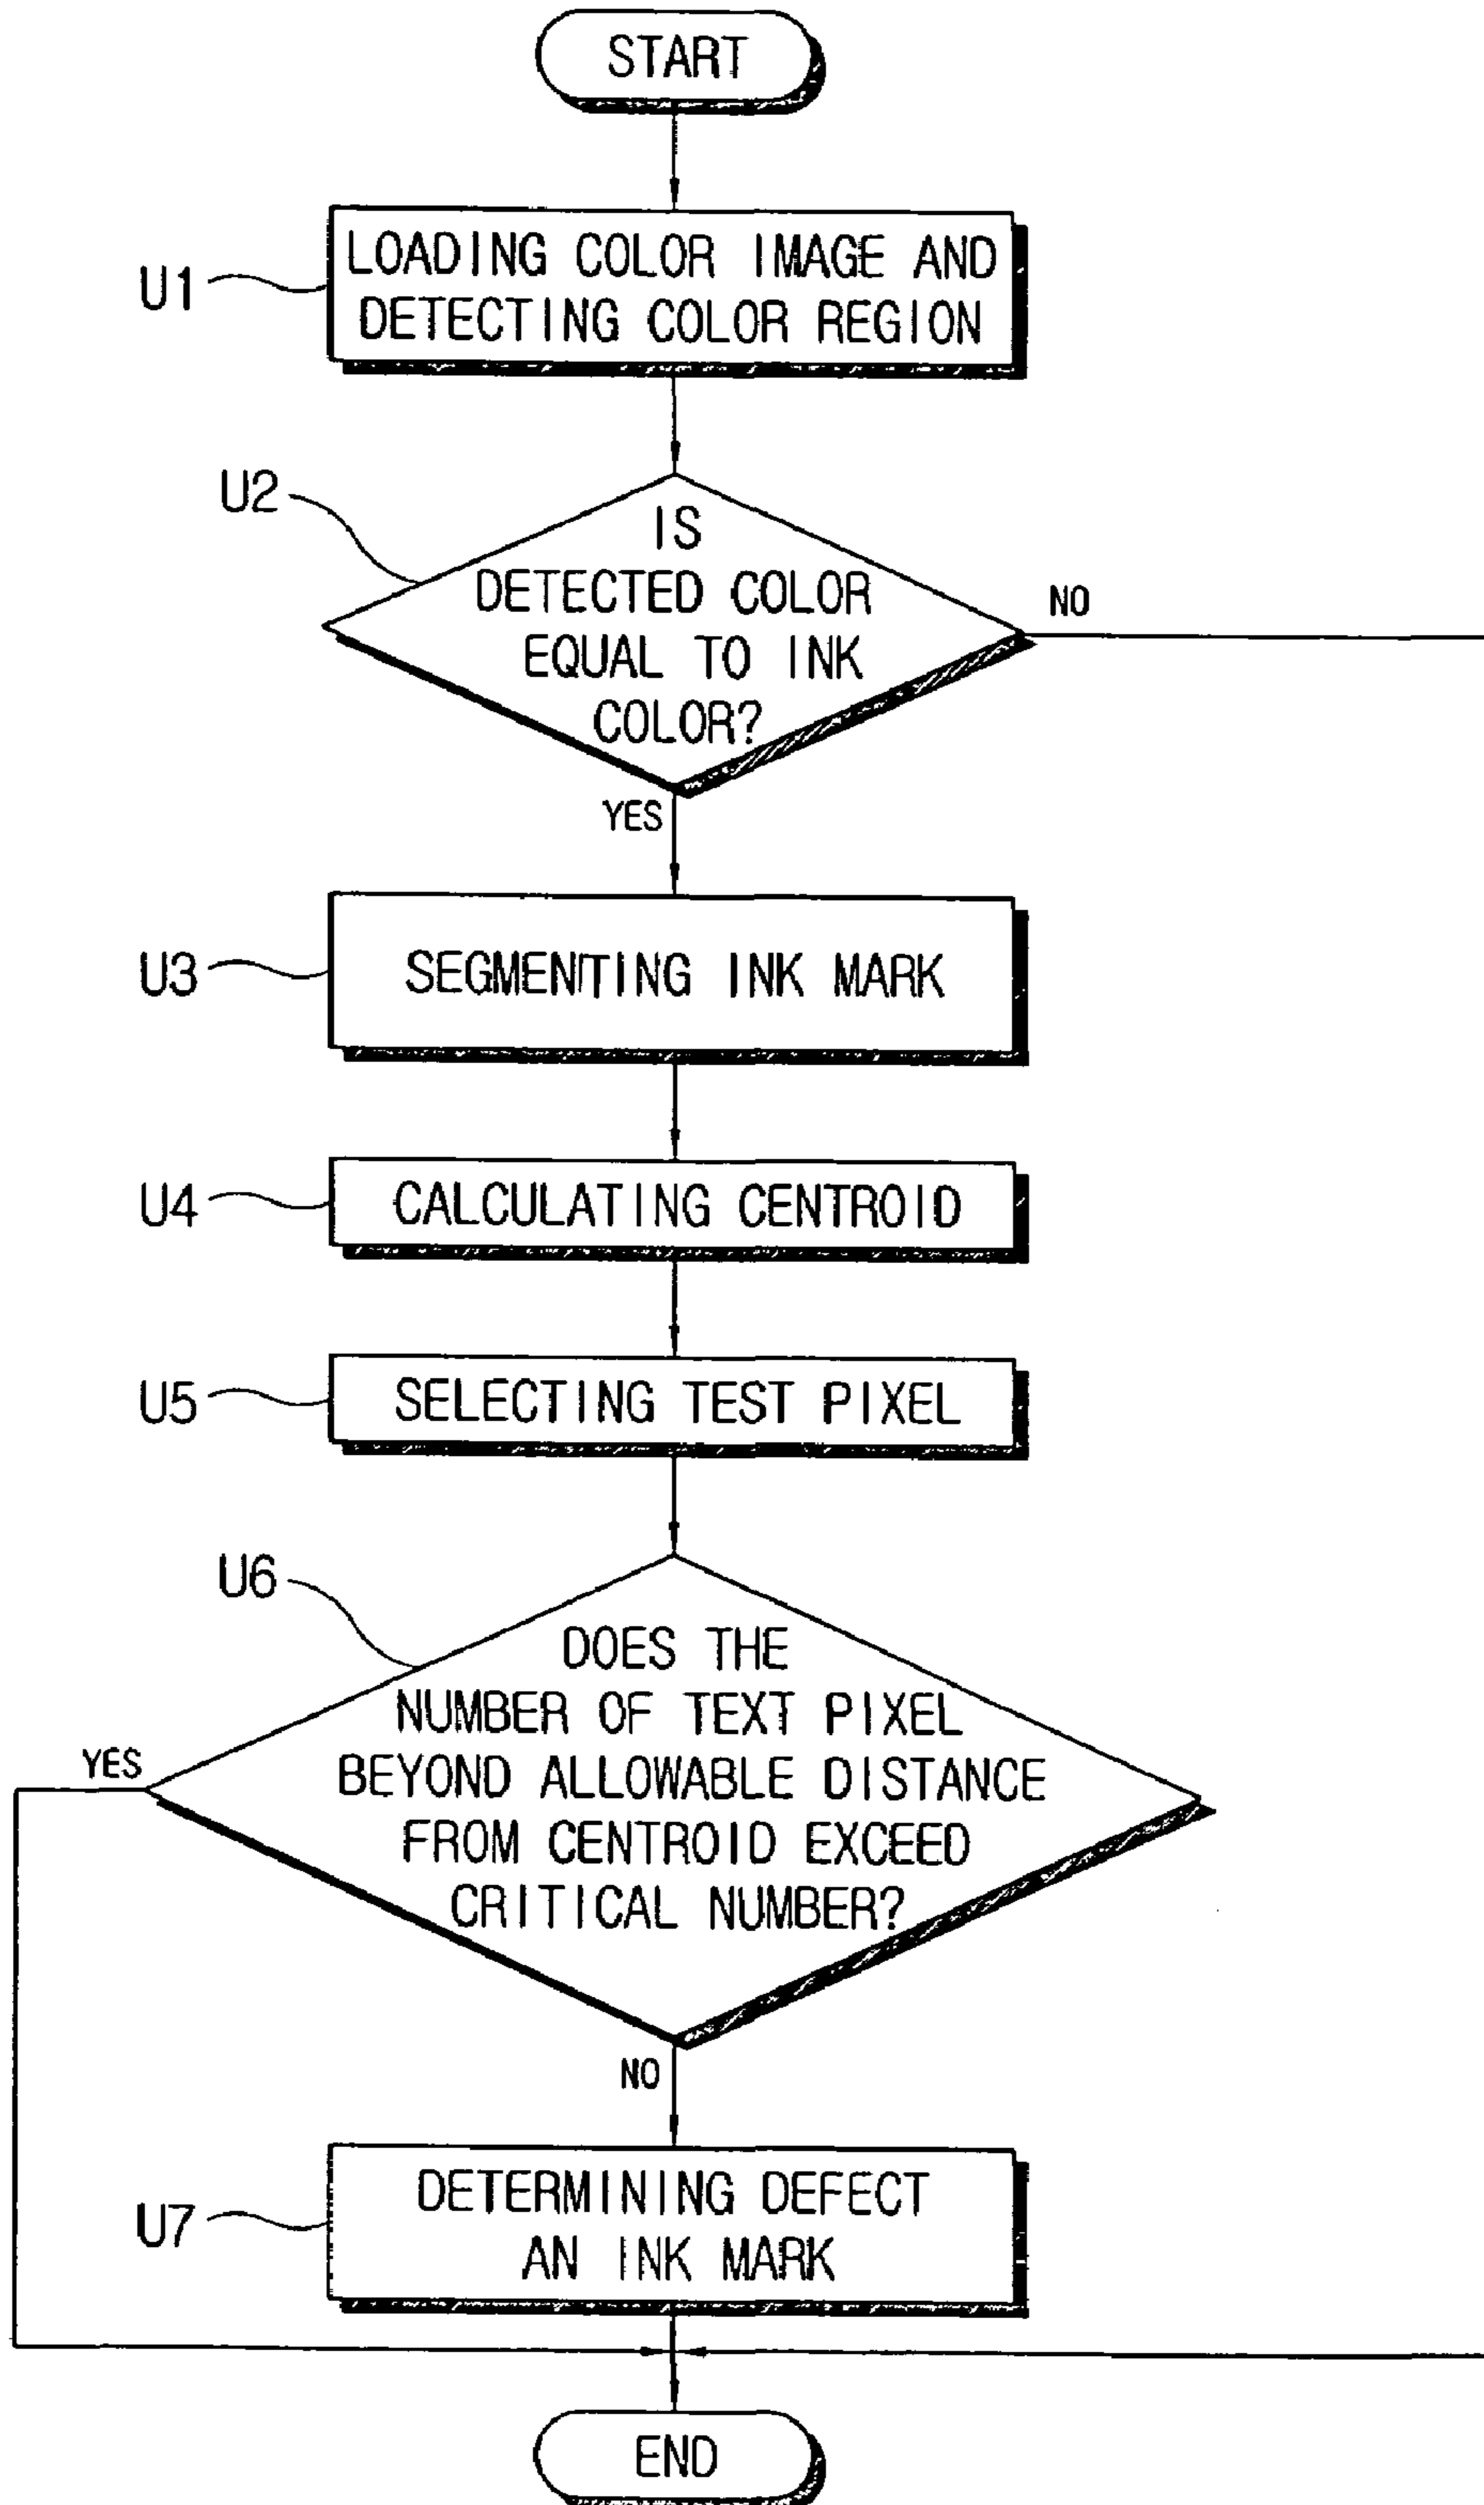 START
U1
LOADING COLOR IMAGE AND
DETECTING COLOR REGION
U2
IS
DETECTED COLOR
EQUAL TO INK
COLOR?
NO
YES
U3
SEGMENTING INK MARK
U4
CALCULATING CENTROID
U5
SELECTING TEST PIXEL
U6
DOES THE
NUMBER OF TEXT PIXEL
BEYOND ALLOWABLE DISTANCE
FROM CENTROID EXCEED
CRITICAL NUMBER?
YES
NO
U7
DETERMINING DEFECT
AN INK MARK
END